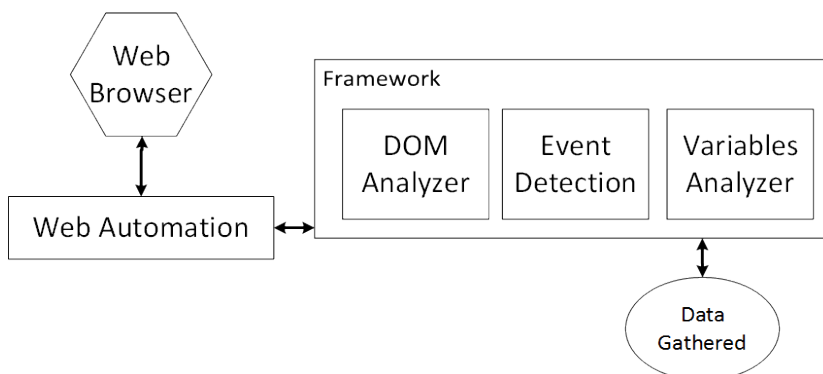 Web
Browser
Web Automation
Framework
DOM
Analyzer
Event
Detection
Variables
Analyzer
Data
Gathered